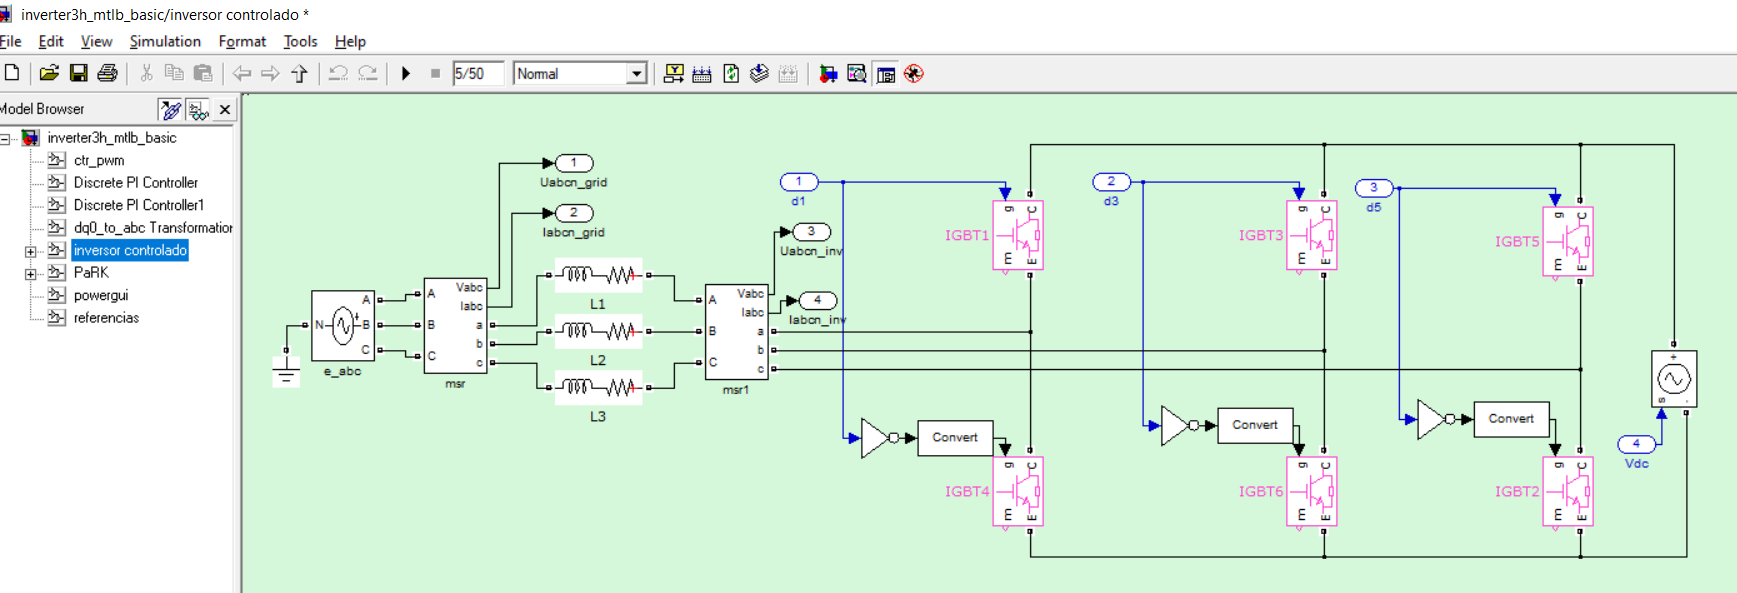 inverter3h_mtlb_basic/inversor controlado *
File Edit View Simulation Format Tools Help
5/50 Normal
Model Browser
inverter3h_mtlb_basic
ctr_pwm
Discrete PI Controller
Discrete PI Controller1
dq0_to_abc Transformation
inversor controlado
PaRK
powergui
referencias
1
Uabcn_grid
2
Iabcn_grid
3
Uabcn_inv
4
Iabcn_inv
N A B C
e_abc
A B C Vabc Iabc a b c
msr
L1
L2
L3
A B C Vabc Iabc a b c
msr1
1
d1
2
d3
3
d5
g C
IGBT1
m E
g C
IGBT3
m E
g C
IGBT5
m E
Convert
Convert
Convert
g C
IGBT4
m E
g C
IGBT6
m E
g C
IGBT2
m E
+
s -
4
Vdc